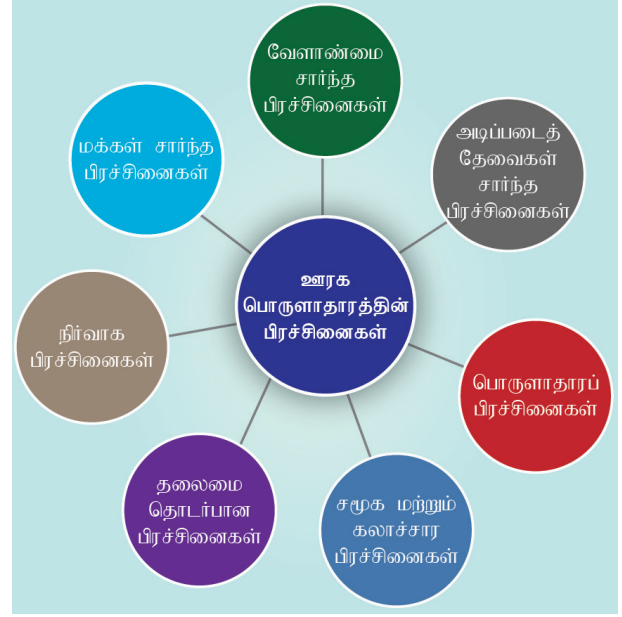 வேளாண்மை
சார்ந்த
பிரச்சினைகள்
அடிப்படைத்
தேவைகள்
சார்ந்த
பிரச்சினைகள்
மக்கள் சார்ந்த
பிரச்சினைகள்
ஊரக
பொருளாதாரத்தின்
பிரச்சினைகள்
நிர்வாக
பிரச்சினைகள்
பொருளாதாரப்
பிரச்சினைகள்
தலைமை
தொடர்பான
பிரச்சினைகள்
சமூக மற்றும்
கலாச்சார
பிரச்சினைகள்